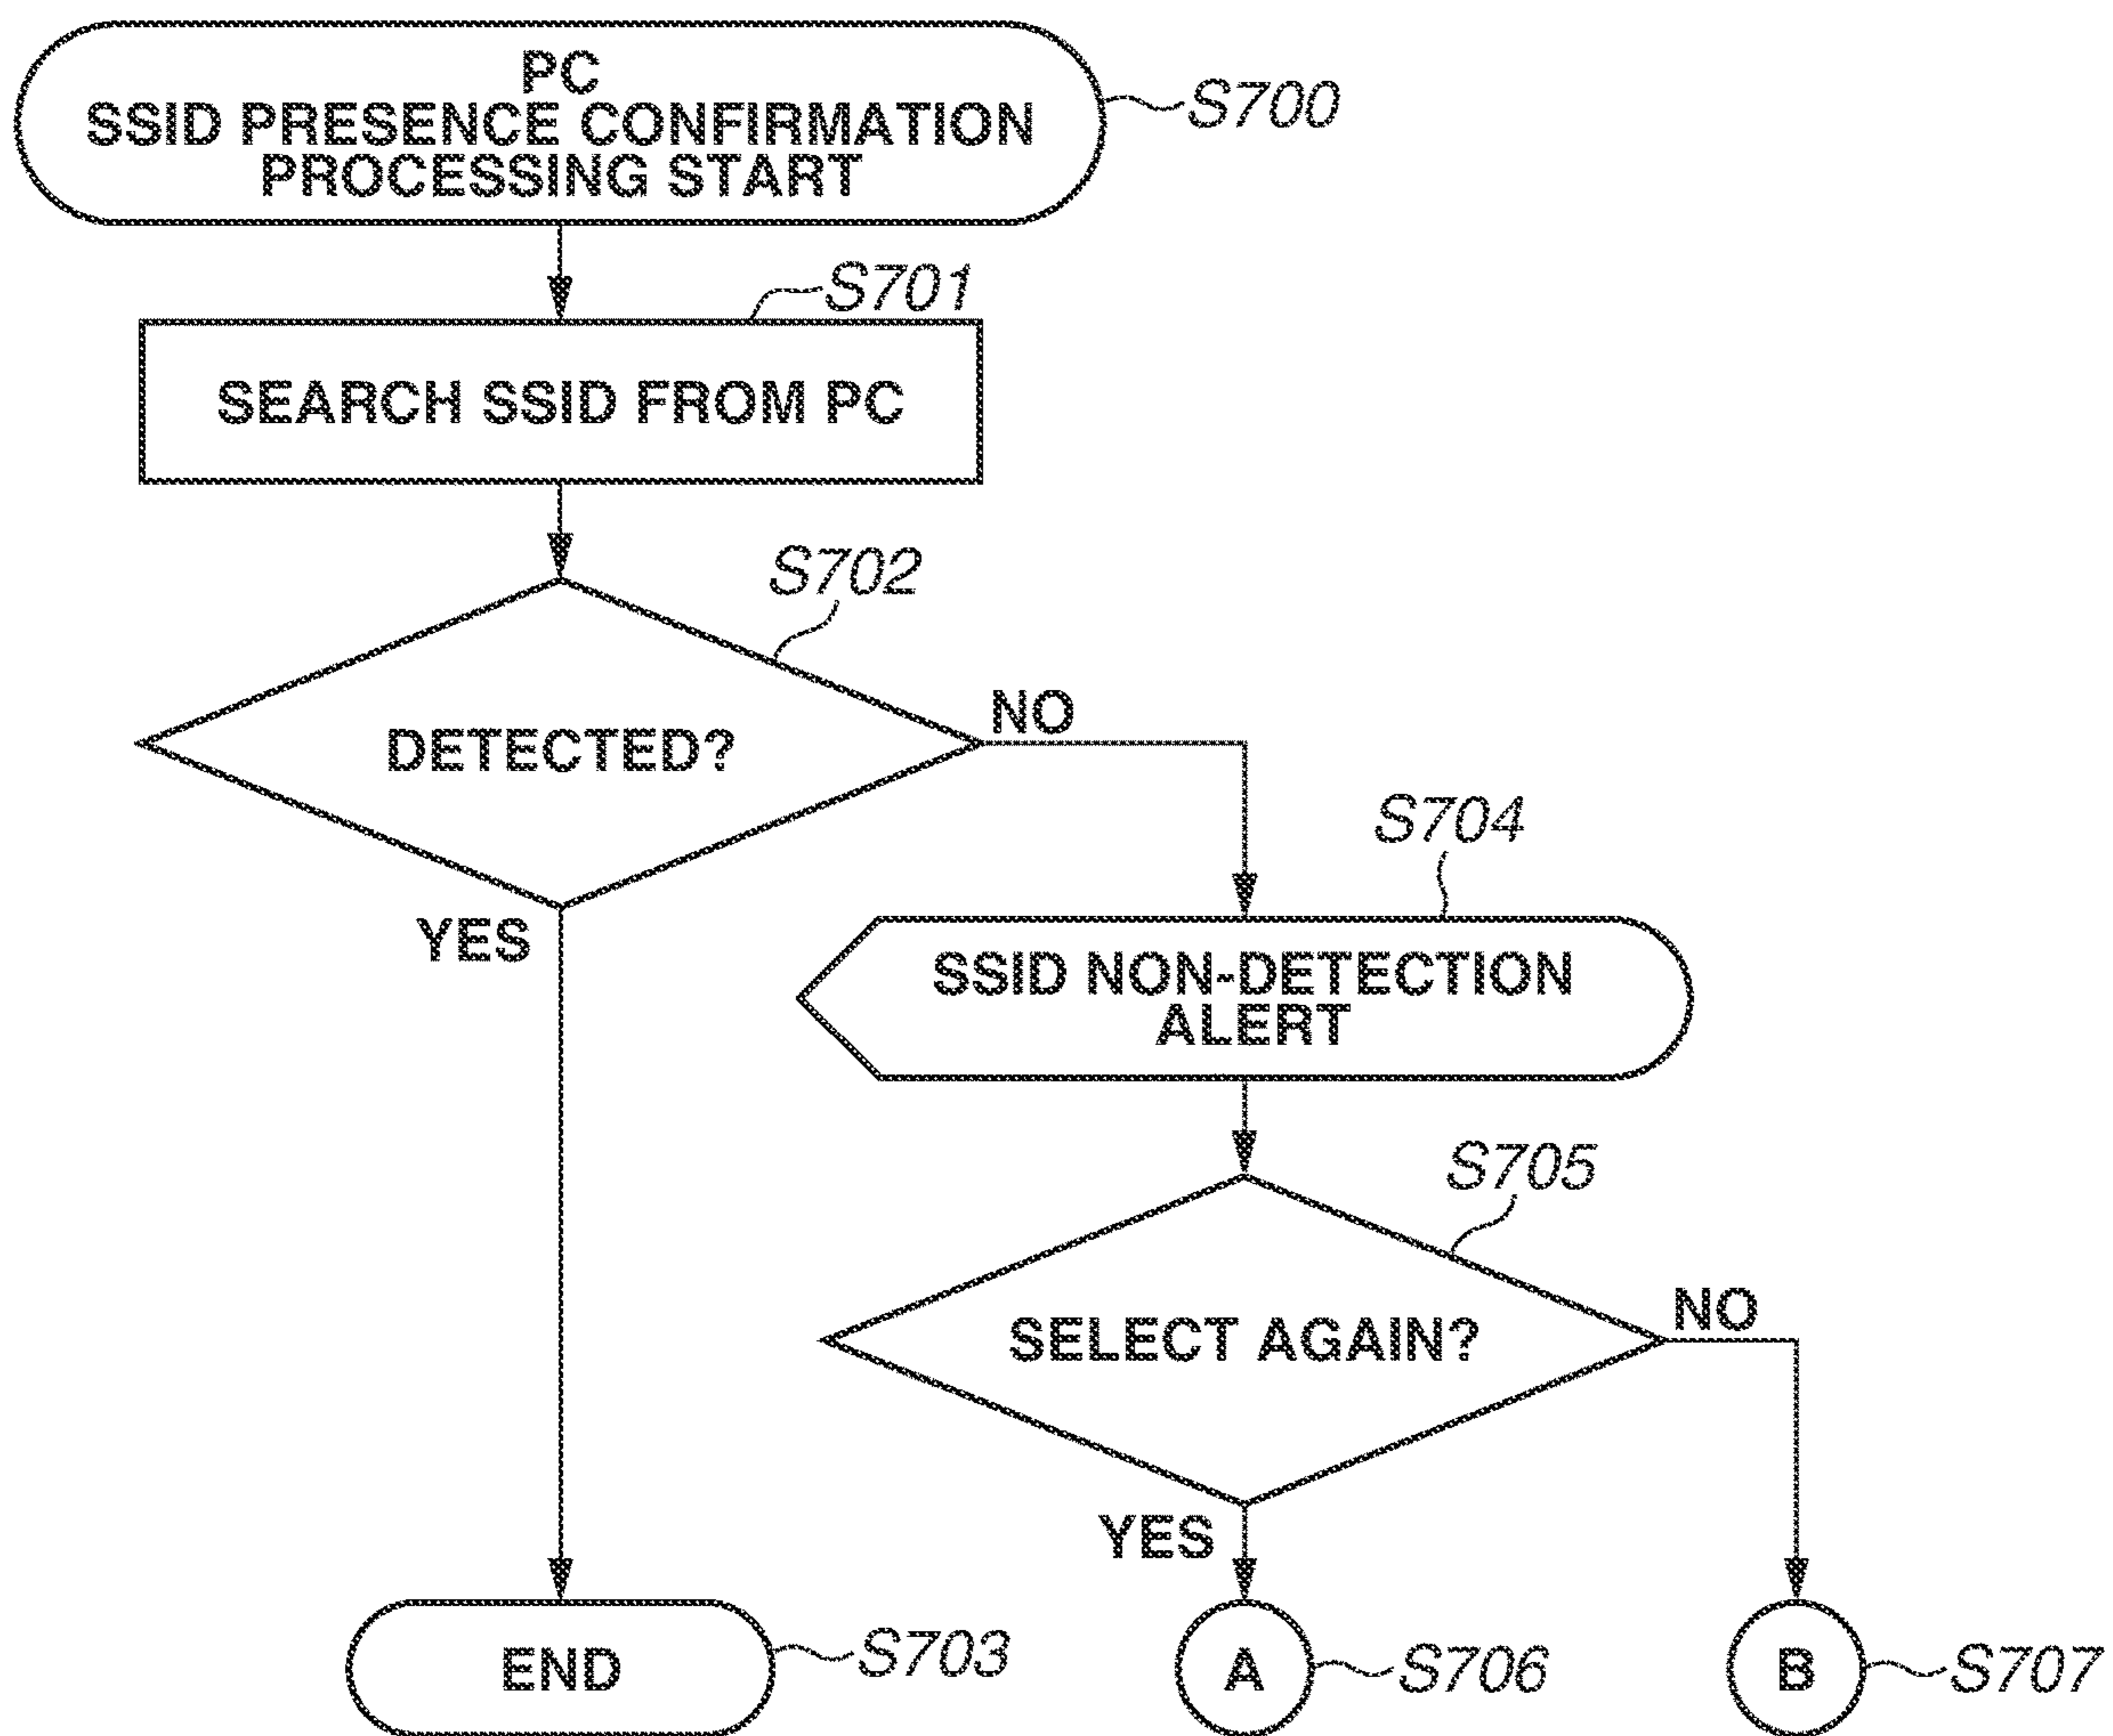 PC
SSID PRESENCE CONFIRMATION
PROCESSING START
S700
S701
SEARCH SSID FROM PC
S702
DETECTED?
NO
YES
S704
SSID NON-DETECTION
ALERT
S705
SELECT AGAIN?
NO
YES
END
S703
A
S706
B
S707